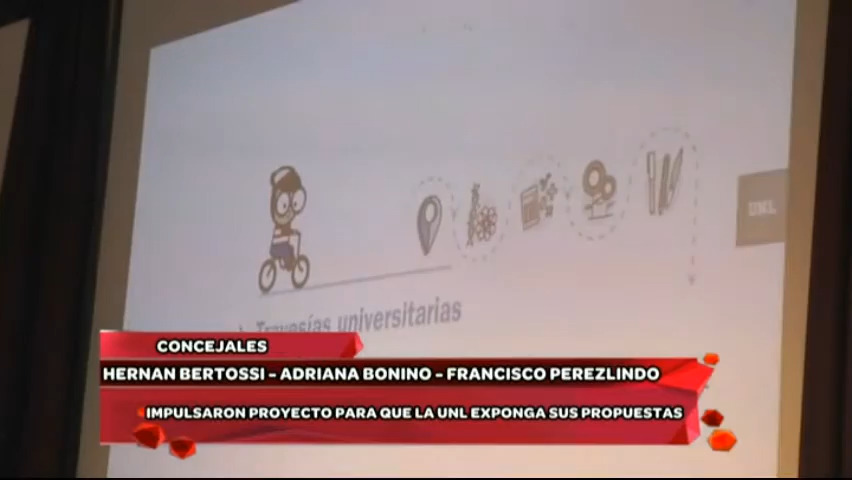 UNL
Travesías universitarias
CONCEJALES
HERNAN BERTOSSI - ADRIANA BONINO - FRANCISCO PEREZLINDO
IMPULSARON PROYECTO PARA QUE LA UNL EXPONGA SUS PROPUESTAS